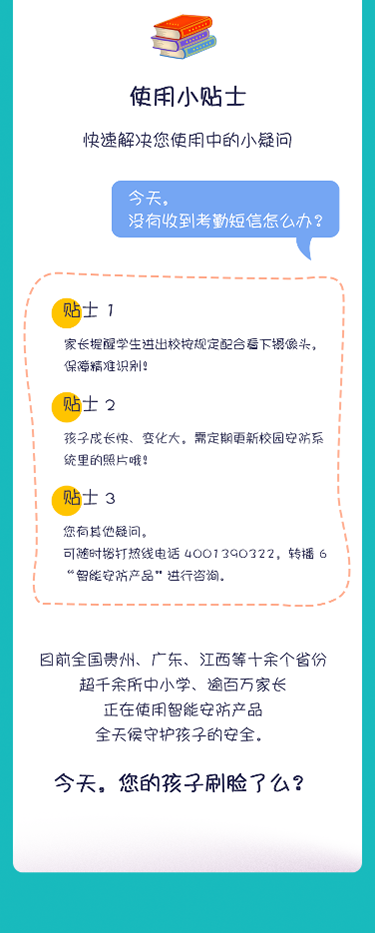 使用小贴士
快速解决您使用中的小疑问
今天，
没有收到考勤短信怎么办？
贴士 1
家长提醒学生进出校按规定配合看下摄像头，
保障精准识别！
贴士 2
孩子成长快、变化大，需定期更新校园安防系
统里的照片哦！
贴士 3
您有其他疑问，
可随时拨打热线电话 4001390322，转播 6
“智能安防产品”进行咨询。
目前全国贵州、广东、江西等十余个省份
超千余所中小学、逾百万家长
正在使用智能安防产品
全天候守护孩子的安全。
今天，您的孩子刷脸了么？